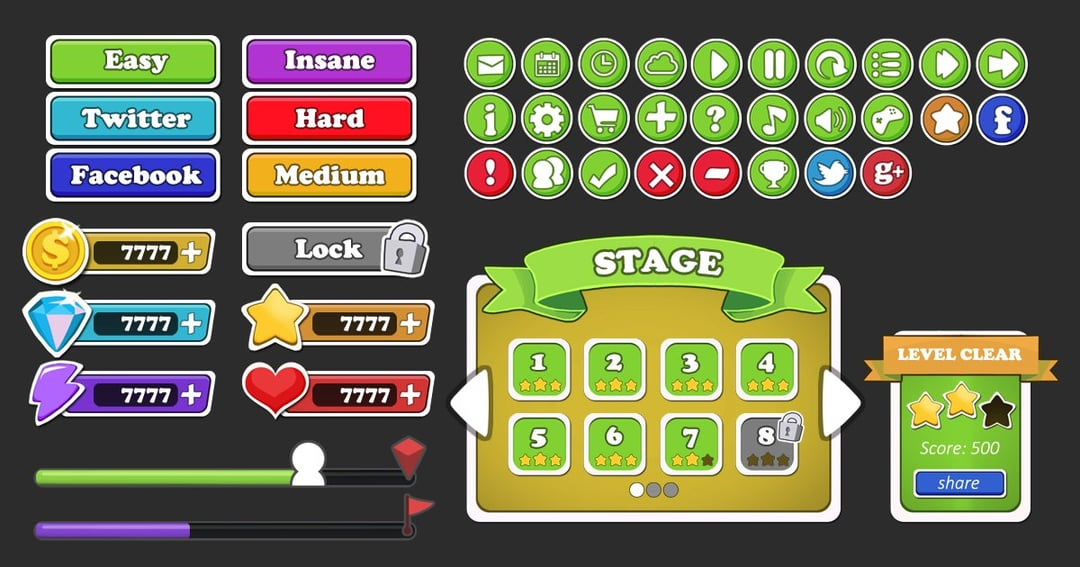 Easy
Insane
Twitter
Hard
Facebook
Medium
7777 +
Lock
7777 +
7777 +
7777 +
7777 +
i
?
f
!
g+
$
STAGE
1
2
3
4
5
6
7
8
LEVEL CLEAR
Score: 500
share